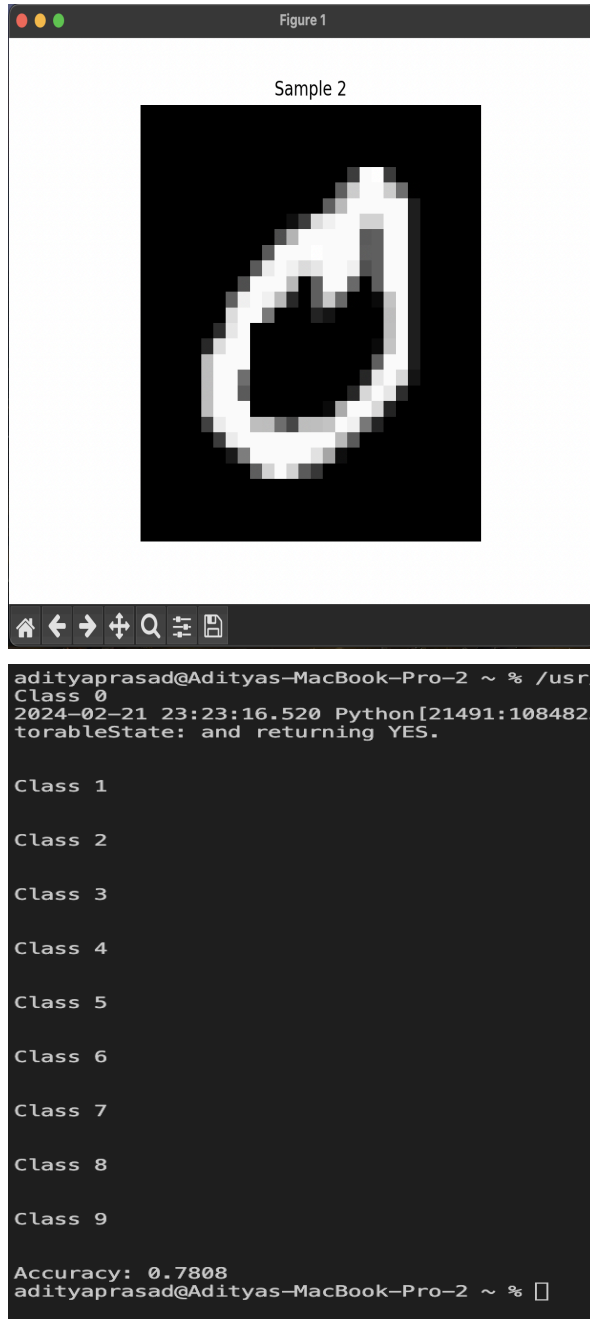 Figure 1
Sample 2
adityaprasad@Adityas-MacBook-Pro-2 ~ % /usr
Class 0
2024-02-21 23:23:16.520 Python[21491:108482
torableState: and returning YES.
Class 1
Class 2
Class 3
Class 4
Class 5
Class 6
Class 7
Class 8
Class 9
Accuracy: 0.7808
adityaprasad@Adityas-MacBook-Pro-2 ~ %